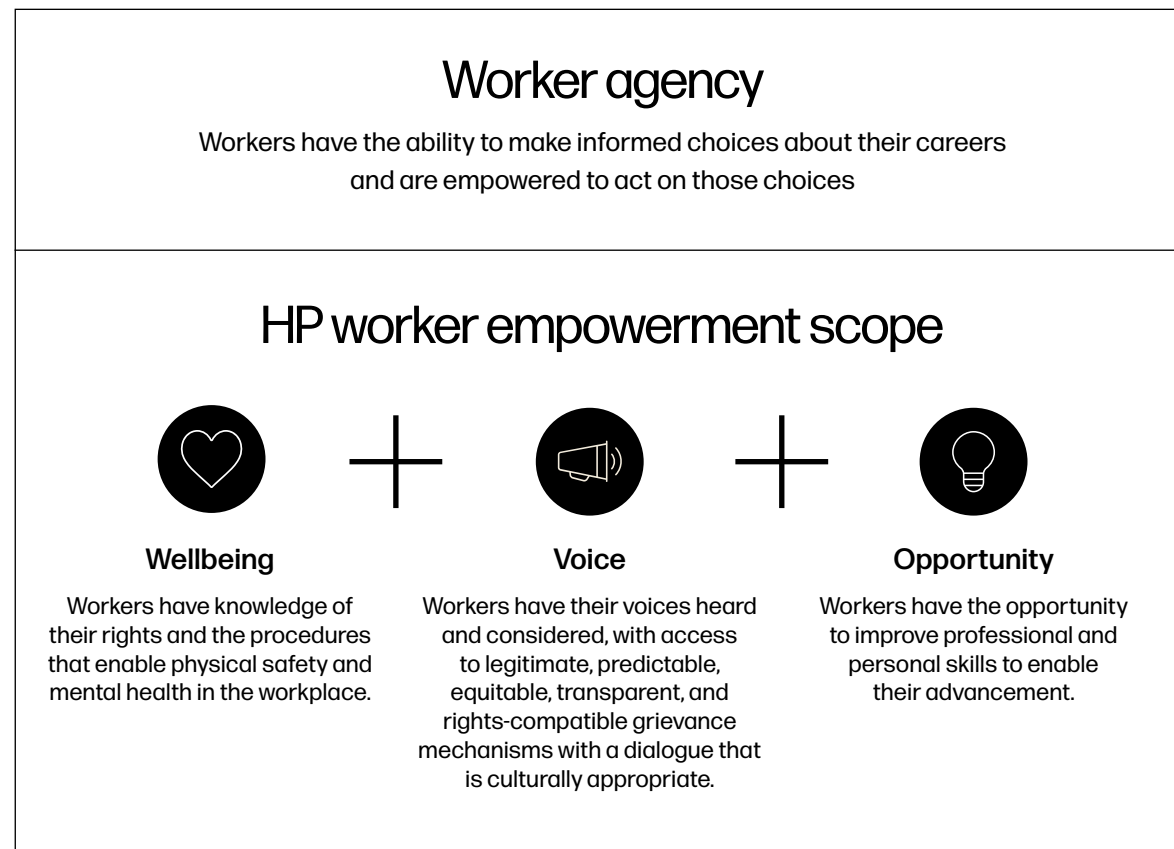 Worker agency
Workers have the ability to make informed choices about their careers
and are empowered to act on those choices
HP worker empowerment scope
Wellbeing
Workers have knowledge of
their rights and the procedures
that enable physical safety and
mental health in the workplace.
Voice
Workers have their voices heard
and considered, with access
to legitimate, predictable,
equitable, transparent, and
rights-compatible grievance
mechanisms with a dialogue that
is culturally appropriate.
Opportunity
Workers have the opportunity
to improve professional and
personal skills to enable
their advancement.